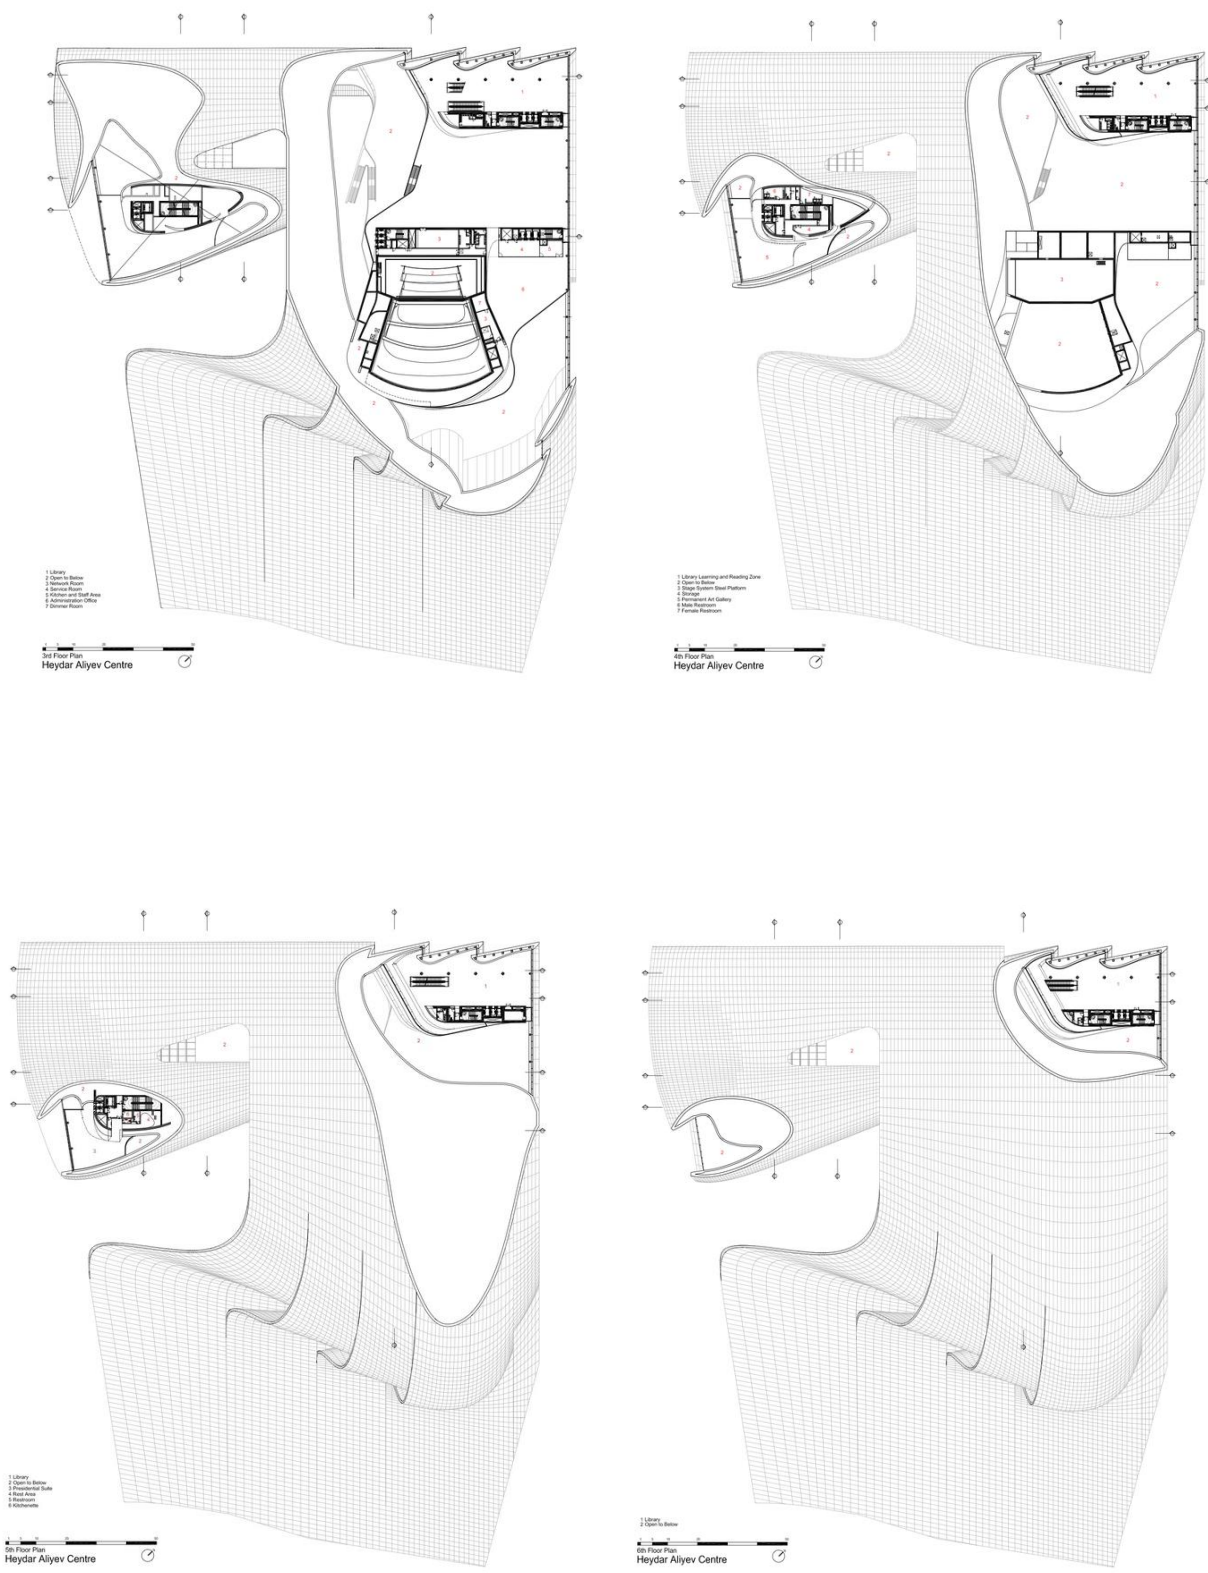 1 Library
2 Open to Below
3 Network Room
4 Service Room
5 Kitchen and Staff Area
6 Administration Office
7 Dimmer Room
3rd Floor Plan
Heydar Aliyev Centre
1 Library Learning and Reading Zone
2 Open to Below
3 Stage System Steel Platform
4 Storage
5 Permanent Art Gallery
6 Male Restroom
7 Female Restroom
4th Floor Plan
Heydar Aliyev Centre
1 Library
2 Open to Below
3 Presidential Suite
4 Rest Area
5 Restroom
6 Kitchenette
5th Floor Plan
Heydar Aliyev Centre
1 Library
2 Open to Below
6th Floor Plan
Heydar Aliyev Centre